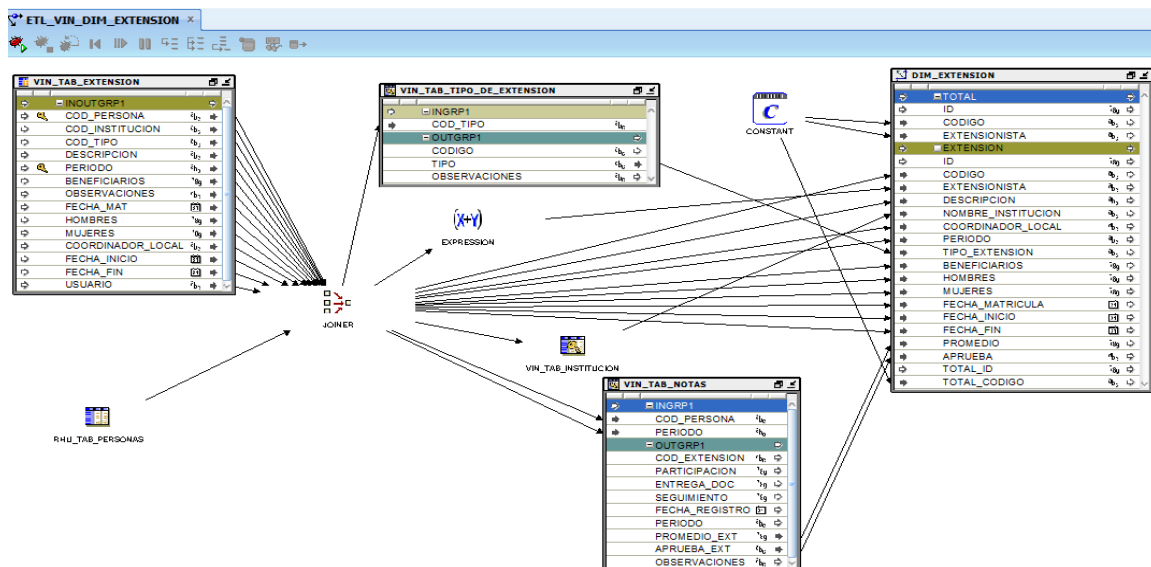 ETL_VIN_DIM_EXTENSION
VIN_TAB_EXTENSION
INOUTGRP1
COD_PERSONA
COD_INSTITUCION
COD_TIPO
DESCRIPCION
PERIODO
BENEFICIARIOS
OBSERVACIONES
FECHA_MAT
HOMBRES
MUJERES
COORDINADOR_LOCAL
FECHA_INICIO
FECHA_FIN
USUARIO
RHU_TAB_PERSONAS
JOINER
VIN_TAB_TIPO_DE_EXTENSION
INGRP1
COD_TIPO
OUTGRP1
CODIGO
TIPO
OBSERVACIONES
(X+Y)
EXPRESSION
VIN_TAB_INSTITUCION
VIN_TAB_NOTAS
INGRP1
COD_PERSONA
PERIODO
OUTGRP1
COD_EXTENSION
PARTICIPACION
ENTREGA_DOC
SEGUIMIENTO
FECHA_REGISTRO
PERIODO
PROMEDIO_EXT
APRUEBA_EXT
OBSERVACIONES
C
CONSTANT
DIM_EXTENSION
TOTAL
ID
CODIGO
EXTENSIONISTA
EXTENSION
ID
CODIGO
EXTENSIONISTA
DESCRIPCION
NOMBRE_INSTITUCION
COORDINADOR_LOCAL
PERIODO
TIPO_EXTENSION
BENEFICIARIOS
HOMBRES
MUJERES
FECHA_MATRICULA
FECHA_INICIO
FECHA_FIN
PROMEDIO
APRUEBA
TOTAL_ID
TOTAL_CODIGO